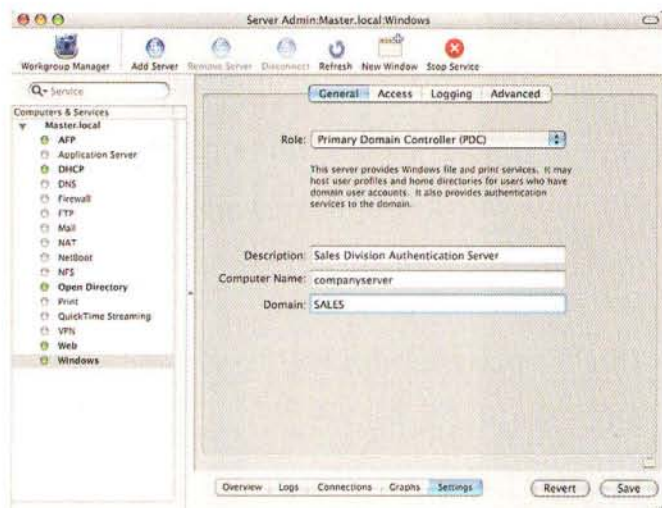 Server Admin:Master.local:Windows
Workgroup Manager Add Server Remove Server Disconnect Refresh New Window Stop Service
Service
General Access Logging Advanced
Computers & Services
Master.local
AFP
Application Server
DHCP
DNS
Firewall
FTP
Mail
NAT
NetBoot
NFS
Open Directory
Print
QuickTime Streaming
VPN
Web
Windows
Role: Primary Domain Controller (PDC)
This server provides Windows file and print services. It may
host user profiles and home directories for users who have
domain user accounts. It also provides authentication
services to the domain.
Description: Sales Division Authentication Server
Computer Name: companyserver
Domain: SALES
Overview Logs Connections Graphs Settings Revert Save